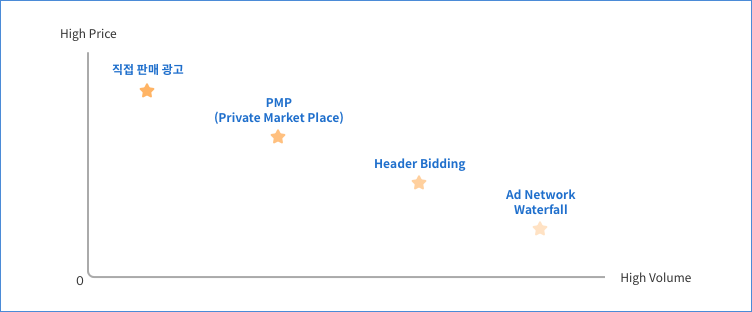 High Price
직접 판매 광고
PMP
(Private Market Place)
Header Bidding
Ad Network
Waterfall
0
High Volume